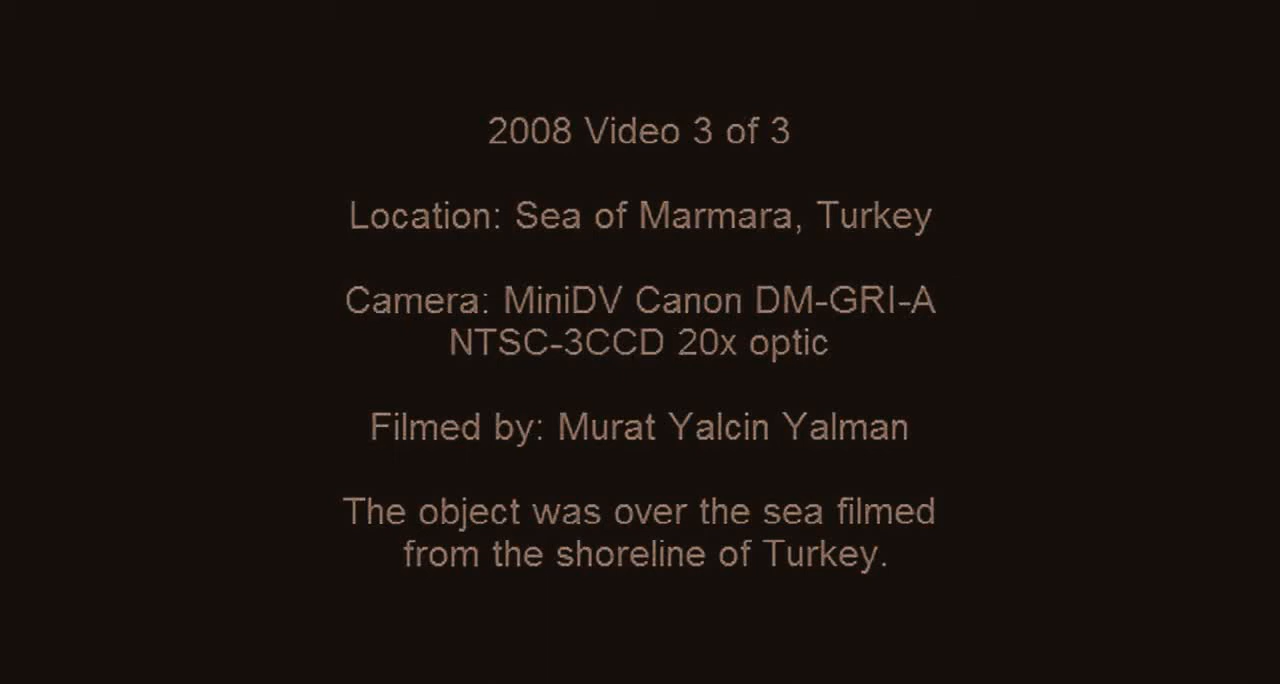 2008 Video 3 of 3
Location: Sea of Marmara, Turkey
Camera: MiniDV Canon DM-GRI-A
NTSC-3CCD 20x optic
Filmed by: Murat Yalcin Yalman
The object was over the sea filmed
from the shoreline of Turkey.